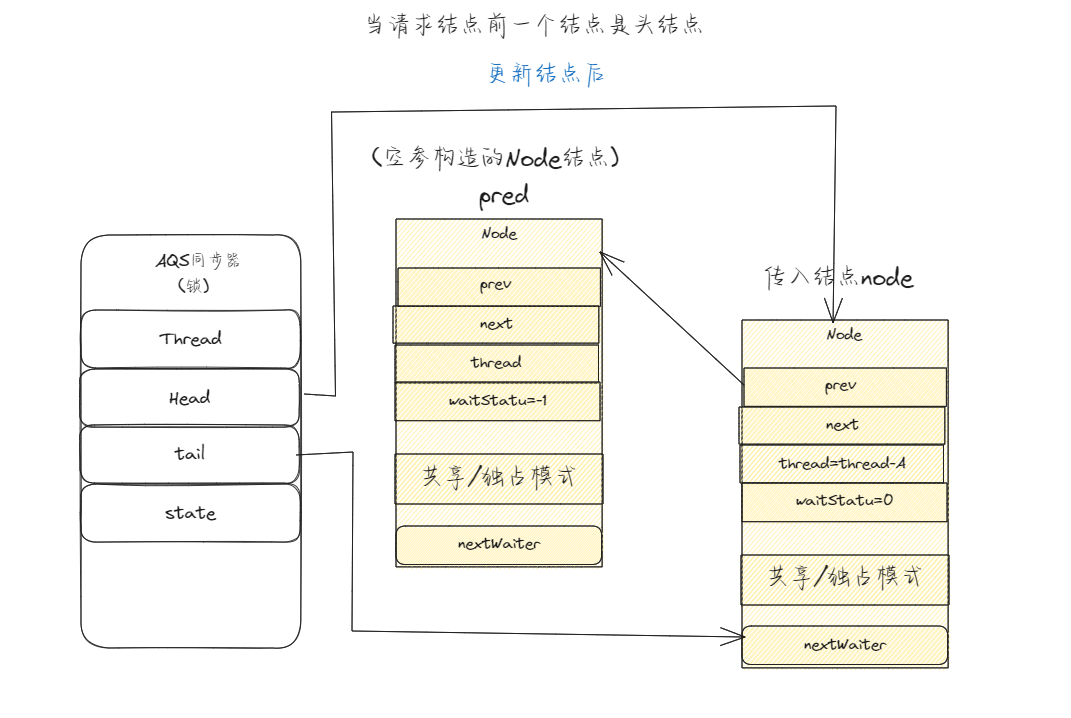 当请求结点前一个结点是头结点
更新结点后
(空参构造的Node结点)
pred
Node
prev
next
thread
waitStatu=-1
共享/独占模式
nextWaiter
AQS同步器
(锁)
Thread
Head
tail
state
传入结点node
Node
prev
next
thread=thread-A
waitStatu=0
共享/独占模式
nextWaiter